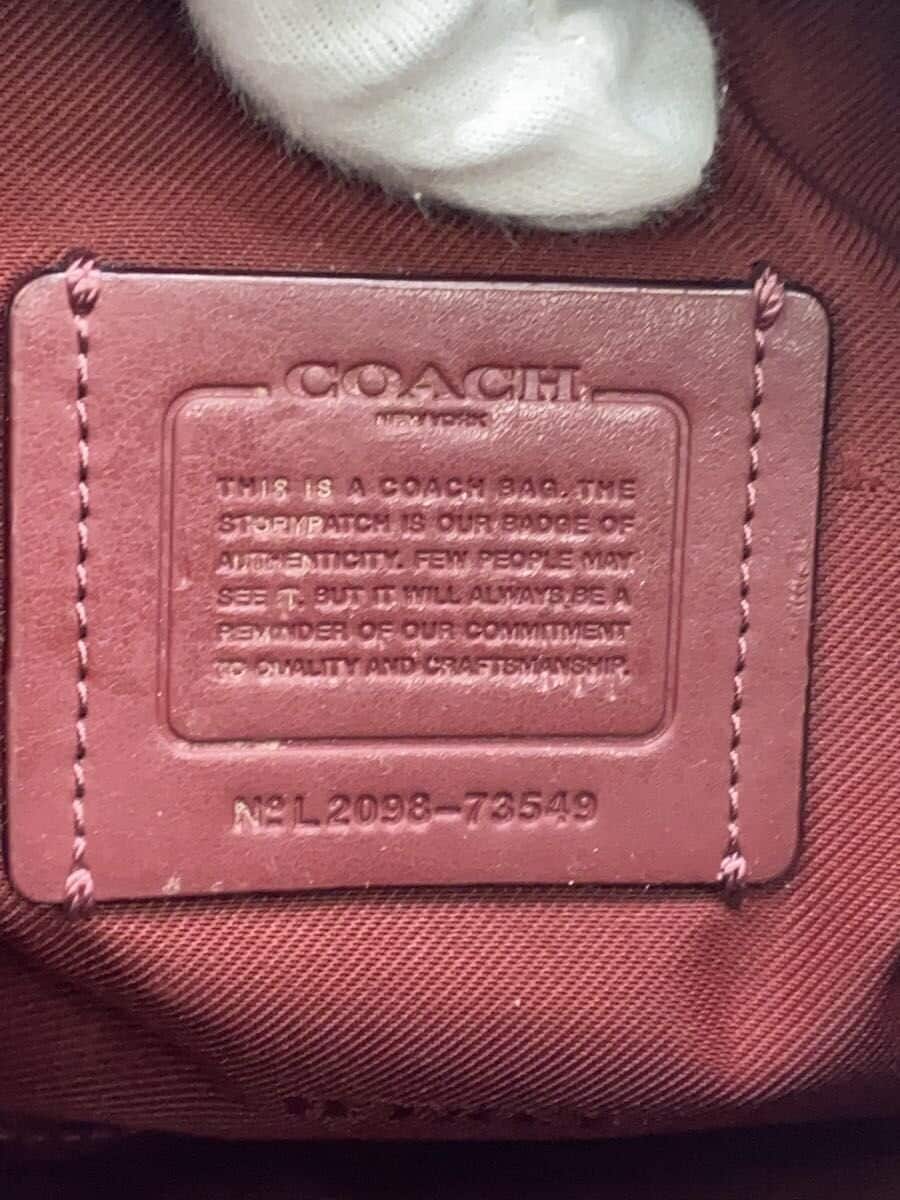 COACH
NEW YORK
THIS IS A COACH BAG. THE
STORYPATCH IS OUR BADGE OF
AUTHENTICITY. FEW PEOPLE MAY
SEE IT. BUT IT WILL ALWAYS BE A
REMINDER OF OUR COMMITMENT
TO QUALITY AND CRAFTSMANSHIP.
Nº L2098-73549